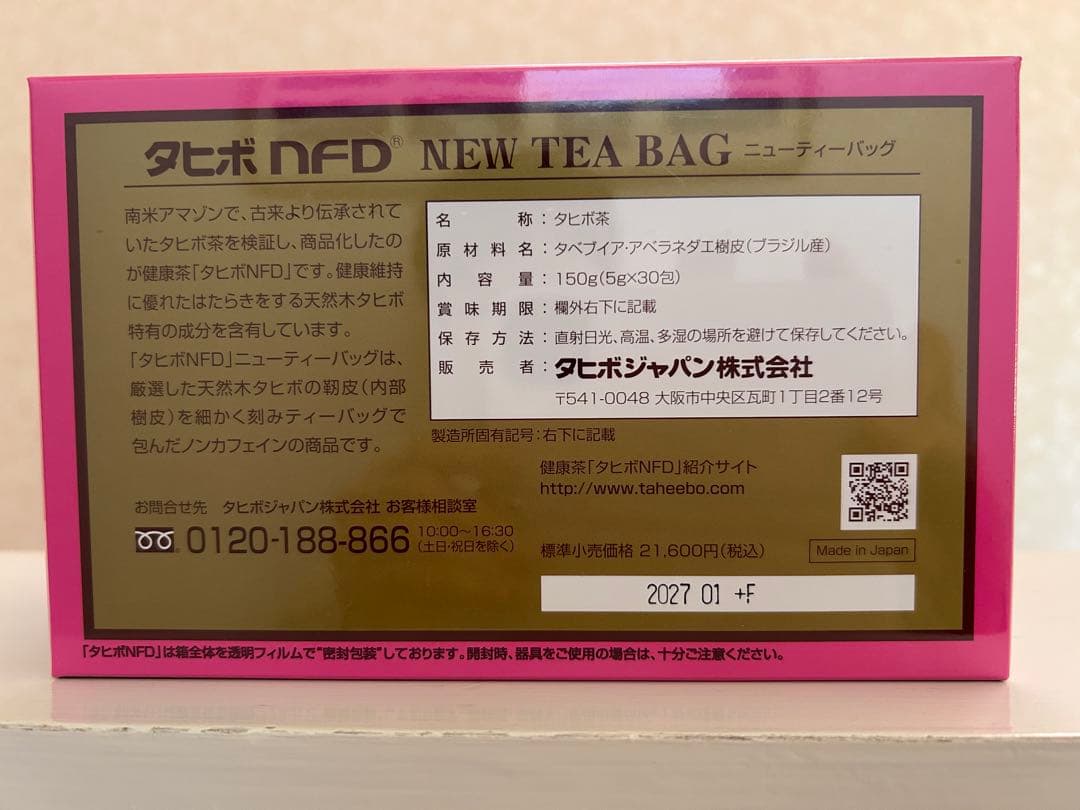 タヒボ NFD® NEW TEA BAG ニューティーバッグ
南米アマゾンで、古来より伝承されて
いたタヒボ茶を検証し、商品化したの
が健康茶「タヒボNFD」です。健康維持
に優れたはたらきをする天然木タヒボ
特有の成分を含有しています。
「タヒボNFD」ニューティーバッグは、
厳選した天然木タヒボの靭皮（内部
樹皮）を細かく刻みティーバッグで
包んだノンカフェインの商品です。
名称：タヒボ茶
原材料名：タベブイア・アベラネダエ樹皮（ブラジル産）
内容量：150g（5g×30包）
賞味期限：欄外右下に記載
保存方法：直射日光、高温、多湿の場所を避けて保存してください。
販売者：タヒボジャパン株式会社
〒541-0048 大阪市中央区瓦町1丁目2番12号
製造所固有記号：右下に記載
健康茶「タヒボNFD」紹介サイト
http://www.taheebo.com
お問合せ先 タヒボジャパン株式会社 お客様相談室
0120-188-866 10:00～16:30
（土日・祝日を除く）
標準小売価格 21,600円（税込）
Made in Japan
2027 01 +F
「タヒボNFD」は箱全体を透明フィルムで“密封包装”しております。開封時、器具をご使用の場合は、十分ご注意ください。